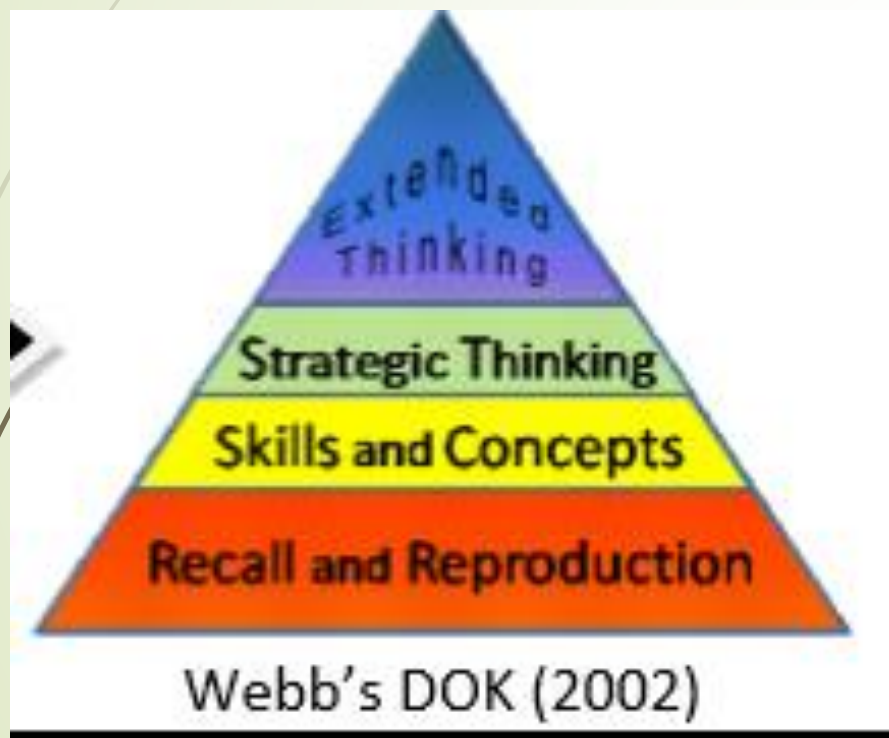 Extended
Thinking
Strategic Thinking
Skills and Concepts
Recall and Reproduction
Webb's DOK (2002)